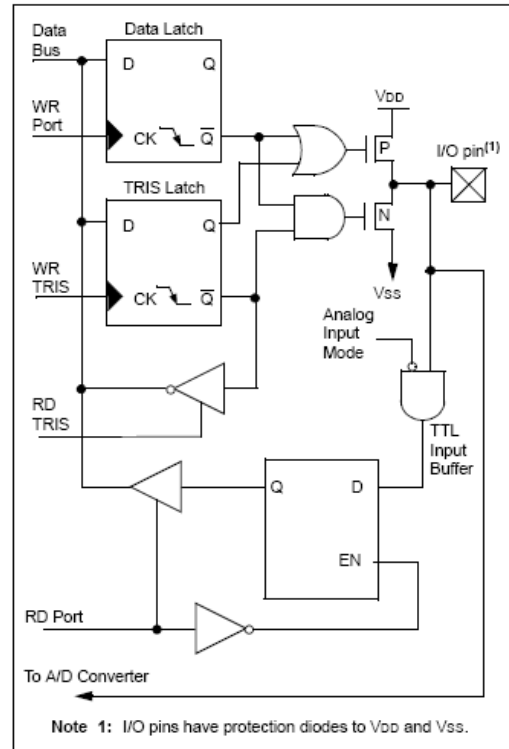 Data
Bus
Data Latch
D Q
WR
Port
CK Q
VDD
P
I/O pin(1)
TRIS Latch
D Q
N
WR
TRIS
CK Q
VSS
Analog
Input
Mode
RD
TRIS
TTL
Input
Buffer
Q D
EN
RD Port
To A/D Converter
Note 1: I/O pins have protection diodes to VDD and VSS.